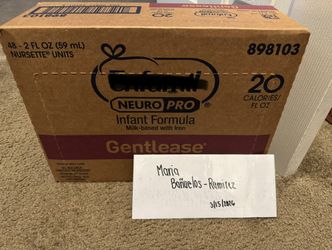 48 - 2 FL OZ (59 mL)
NURSETTE® UNITS
898103
Enfamil
NEURO PRO®
Infant Formula
Milk-based with Iron
20
CALORIES/
FL OZ
Gentlease®
Maria
Bañuelos - Ramirez